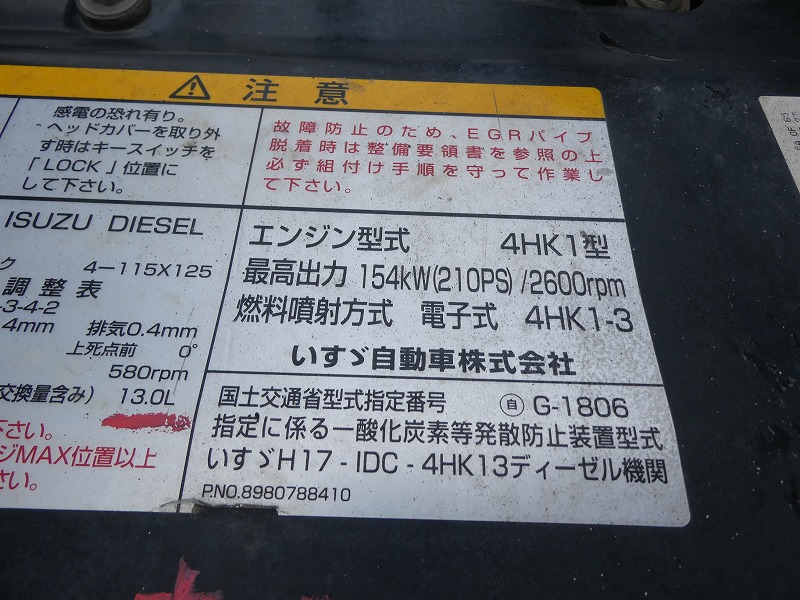 ⚠ 注意
感電の恐れ有り。
ヘッドカバーを取り外
す時はキースイッチを
「LOCK」位置に
して下さい。
故障防止のため、EGRパイプ
脱着時は整備要領書を参照の上
必ず組付け手順を守って作業し
て下さい。
ISUZU DIESEL
ク 4-115X125
調整表
-3-4-2
4mm 排気0.4mm
上死点前 0°
580rpm
交換量含み) 13.0L
下さい。
ジMAX位置以上
さい。
エンジン型式 4HK1型
最高出力 154kW(210PS)/2600rpm
燃料噴射方式 電子式 4HK1-3
いすゞ自動車株式会社
国土交通省型式指定番号 自 G-1806
指定に係る一酸化炭素等発散防止装置型式
いすゞH17-IDC-4HK13ディーゼル機関
P.NO.8980788410